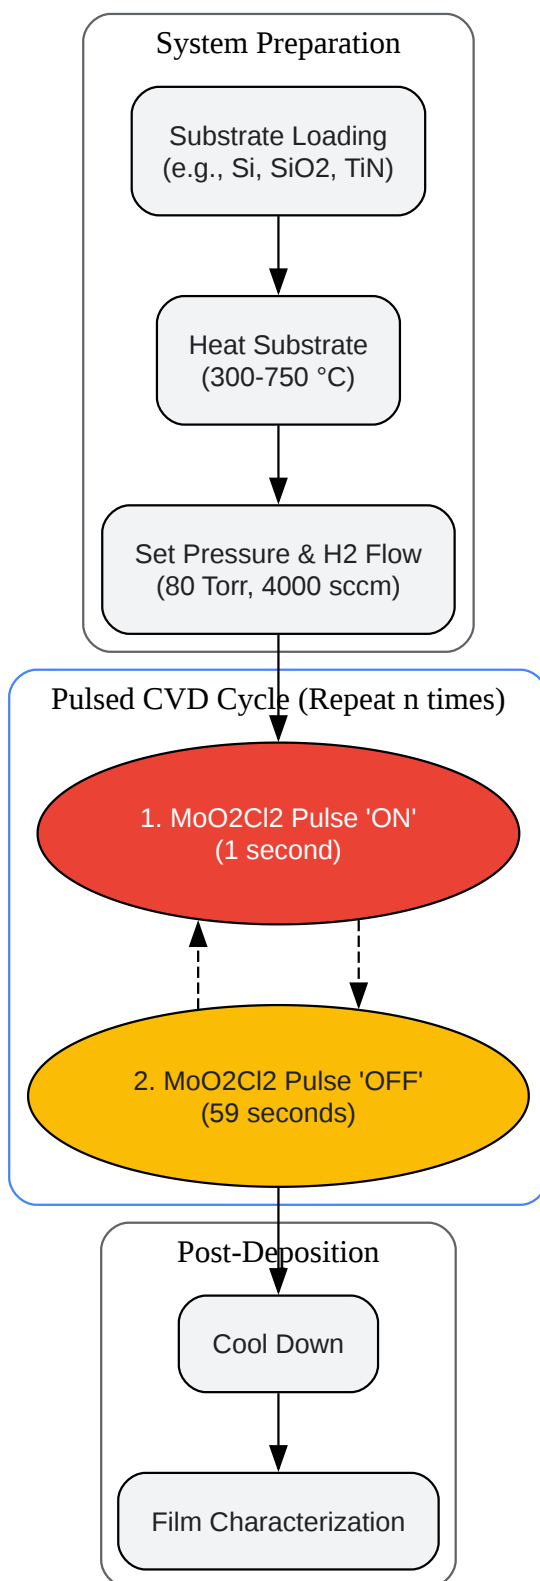 System Preparation
Substrate Loading
(e.g., Si, SiO2, TiN)
Heat Substrate
(300-750 °C)
Set Pressure & H2 Flow
(80 Torr, 4000 sccm)
Pulsed CVD Cycle (Repeat n times)
1. MoO2Cl2 Pulse 'ON'
(1 second)
2. MoO2Cl2 Pulse 'OFF'
(59 seconds)
Post-Deposition
Cool Down
Film Characterization